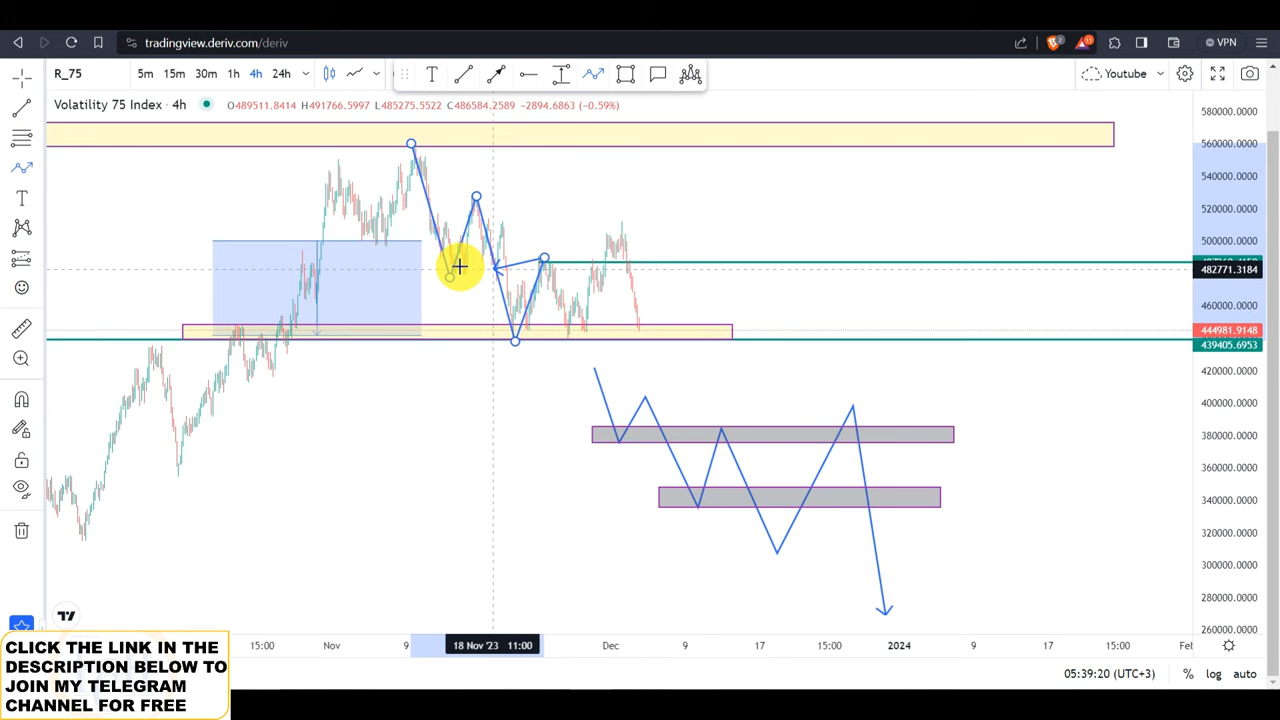 tradingview.deriv.com/deriv
2
11
VPN
R_75
5m 15m 30m 1h 4h 24h
T
Youtube
Volatility 75 Index · 4h
O489511.8414 H491766.5997 L485275.5522 C486584.2589 −2894.6863 (−0.59%)
580000.0000
560000.0000
540000.0000
520000.0000
500000.0000
482771.3184
460000.0000
444981.9148
439405.6953
420000.0000
400000.0000
380000.0000
360000.0000
340000.0000
320000.0000
300000.0000
280000.0000
260000.0000
15:00 Nov 9 18 Nov '23 11:00 Dec 9 17 15:00 2024 9 17 15:00 Feb
05:39:20 (UTC+3) % log auto
CLICK THE LINK IN THE
DESCRIPTION BELOW TO
JOIN MY TELEGRAM
CHANNEL FOR FREE